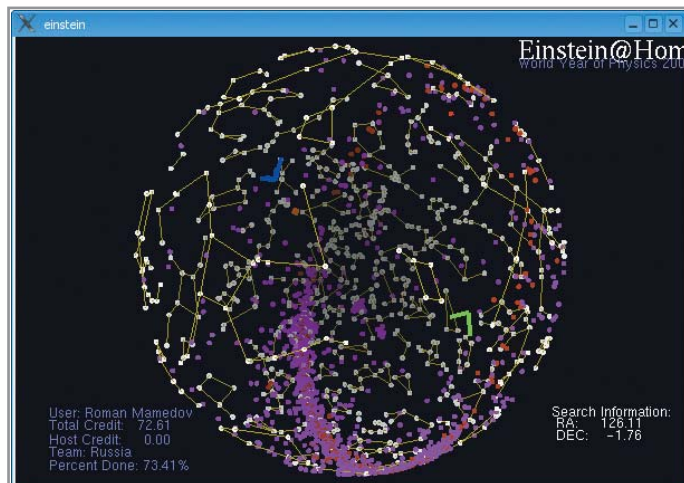 einstein
Einstein@Hom
World Year of Physics 200
User: Roman Mamedov
Total Credit: 72.61
Host Credit: 0.00
Team: Russia
Percent Done: 73.41%
Search Information:
RA: 126.11
DEC: -1.76